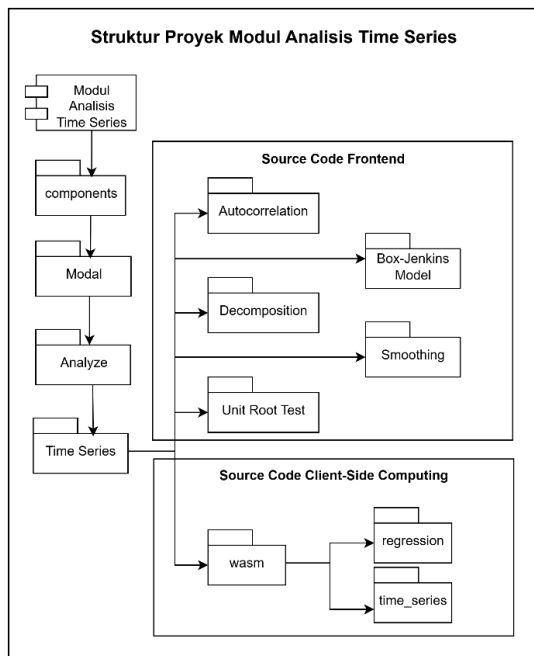 Struktur Proyek Modul Analisis Time Series
Modul
Analisis
Time Series
components
Modal
Analyze
Time Series
Source Code Frontend
Autocorrelation
Box-Jenkins
Model
Decomposition
Smoothing
Unit Root Test
Source Code Client-Side Computing
wasm
regression
time_series